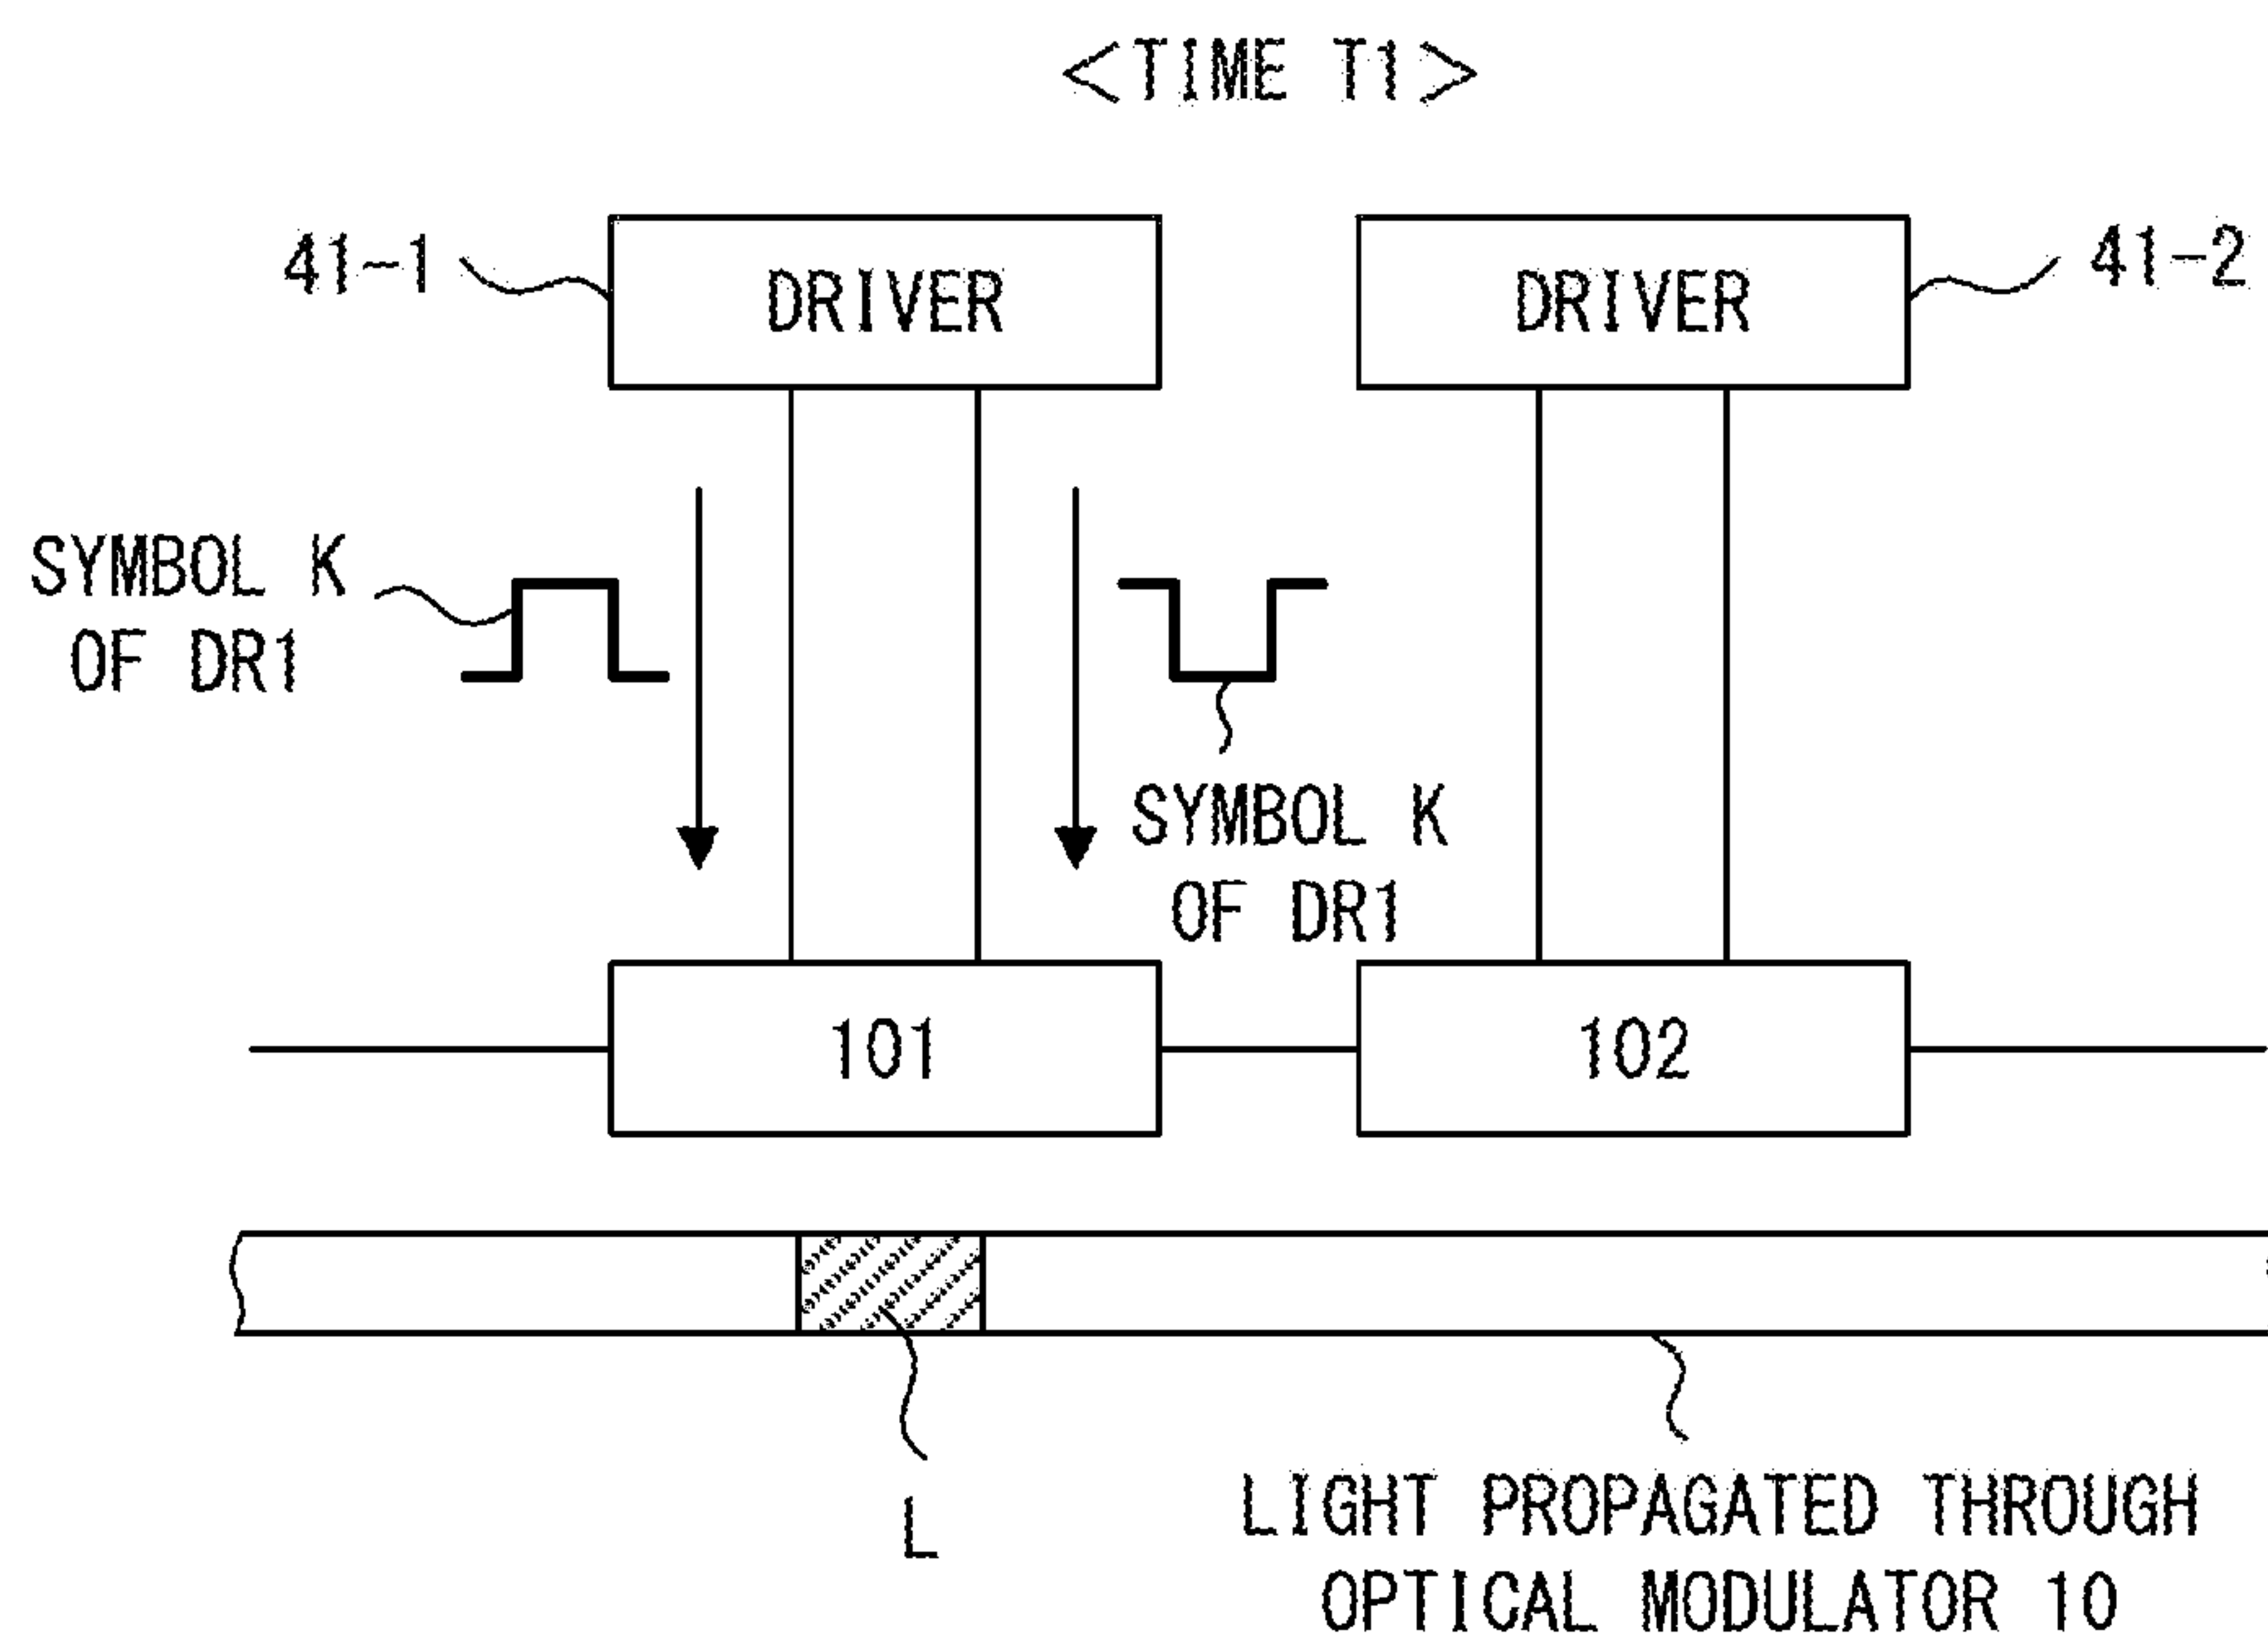 <TIME T1>
41-1
DRIVER
DRIVER
41-2
SYMBOL K
OF DR1
SYMBOL K
OF DR1
101
102
L
LIGHT PROPAGATED THROUGH
OPTICAL MODULATOR 10